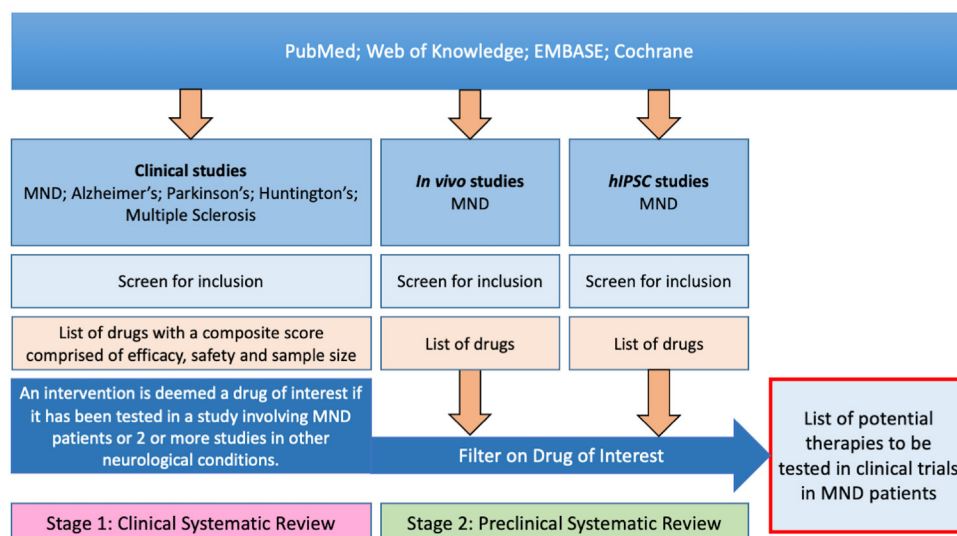 PubMed; Web of Knowledge; EMBASE; Cochrane
Clinical studies
MND; Alzheimer's; Parkinson's; Huntington's;
Multiple Sclerosis
In vivo studies
MND
hIPSC studies
MND
Screen for inclusion
Screen for inclusion
Screen for inclusion
List of drugs with a composite score
comprised of efficacy, safety and sample size
List of drugs
List of drugs
An intervention is deemed a drug of interest if
it has been tested in a study involving MND
patients or 2 or more studies in other
neurological conditions.
Filter on Drug of Interest
List of potential
therapies to be
tested in clinical trials
in MND patients
Stage 1: Clinical Systematic Review
Stage 2: Preclinical Systematic Review